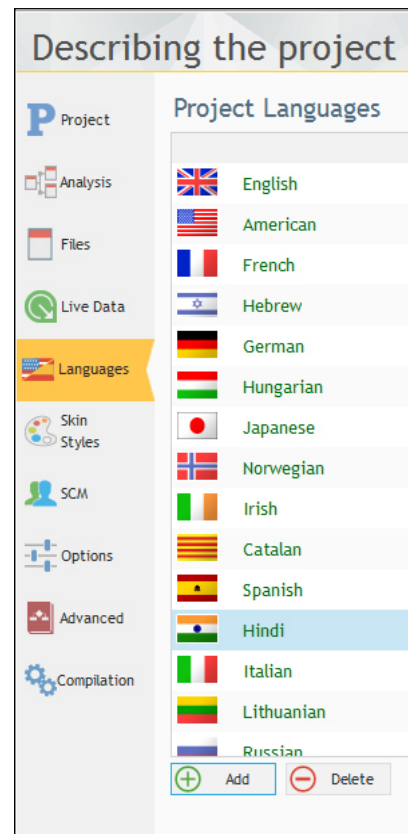 Describing the project
Project
Analysis
Files
Live Data
Languages
Skin
Styles
SCM
Options
Advanced
Compilation
Project Languages
English
American
French
Hebrew
German
Hungarian
Japanese
Norwegian
Irish
Catalan
Spanish
Hindi
Italian
Lithuanian
Russian
Add
Delete